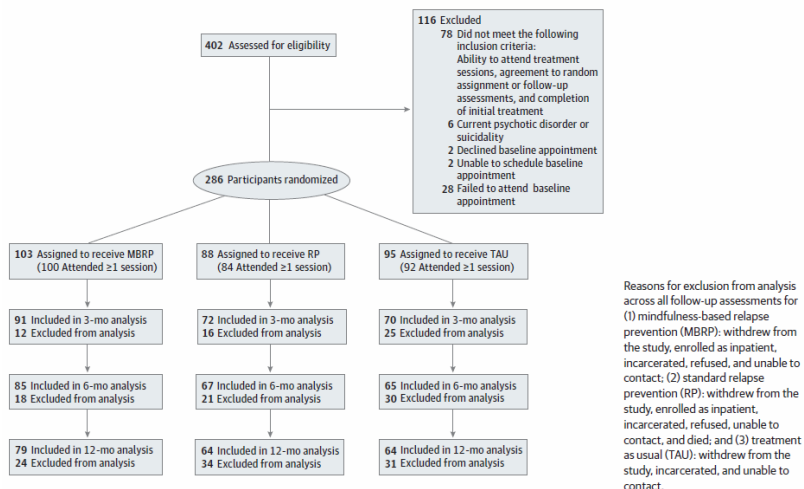 402 Assessed for eligibility
116 Excluded
78 Did not meet the following
inclusion criteria:
Ability to attend treatment
sessions, agreement to random
assignment or follow-up
assessments, and completion
of initial treatment
6 Current psychotic disorder or
suicidality
2 Declined baseline appointment
2 Unable to schedule baseline
appointment
28 Failed to attend baseline
appointment
286 Participants randomized
103 Assigned to receive MBRP
(100 Attended ≥1 session)
88 Assigned to receive RP
(84 Attended ≥1 session)
95 Assigned to receive TAU
(92 Attended ≥1 session)
91 Included in 3-mo analysis
12 Excluded from analysis
72 Included in 3-mo analysis
16 Excluded from analysis
70 Included in 3-mo analysis
25 Excluded from analysis
85 Included in 6-mo analysis
18 Excluded from analysis
67 Included in 6-mo analysis
21 Excluded from analysis
65 Included in 6-mo analysis
30 Excluded from analysis
79 Included in 12-mo analysis
24 Excluded from analysis
64 Included in 12-mo analysis
34 Excluded from analysis
64 Included in 12-mo analysis
31 Excluded from analysis
Reasons for exclusion from analysis
across all follow-up assessments for
(1) mindfulness-based relapse
prevention (MBRP): withdrew from
the study, enrolled as inpatient,
incarcerated, refused, and unable to
contact; (2) standard relapse
prevention (RP): withdrew from the
study, enrolled as inpatient,
incarcerated, refused, unable to
contact, and died; and (3) treatment
as usual (TAU): withdrew from the
study, incarcerated, and unable to
contact.